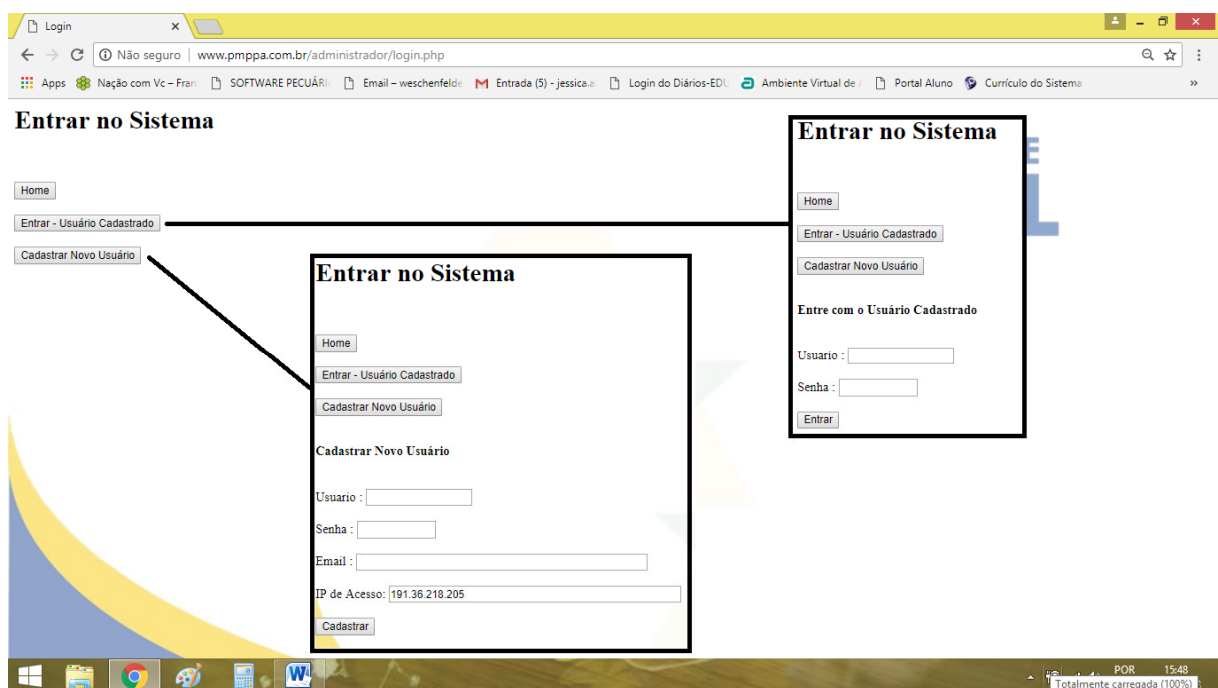 Login
Não seguro | www.pmppa.com.br/administrador/login.php
Apps Nação com Vc – Fran SOFTWARE PECUÁRI Email – weschenfelde Entrada (5) - jessica.a Login do Diários-EDU Ambiente Virtual de Portal Aluno Currículo do Sistema »
Entrar no Sistema
Home
Entrar - Usuário Cadastrado
Cadastrar Novo Usuário
Entrar no Sistema
Home
Entrar - Usuário Cadastrado
Cadastrar Novo Usuário
Entre com o Usuário Cadastrado
Usuario :
Senha :
Entrar
Entrar no Sistema
Home
Entrar - Usuário Cadastrado
Cadastrar Novo Usuário
Cadastrar Novo Usuário
Usuario :
Senha :
Email :
IP de Acesso: 191.36.218.205
Cadastrar
E
L
POR 15:48
Totalmente carregada (100%)